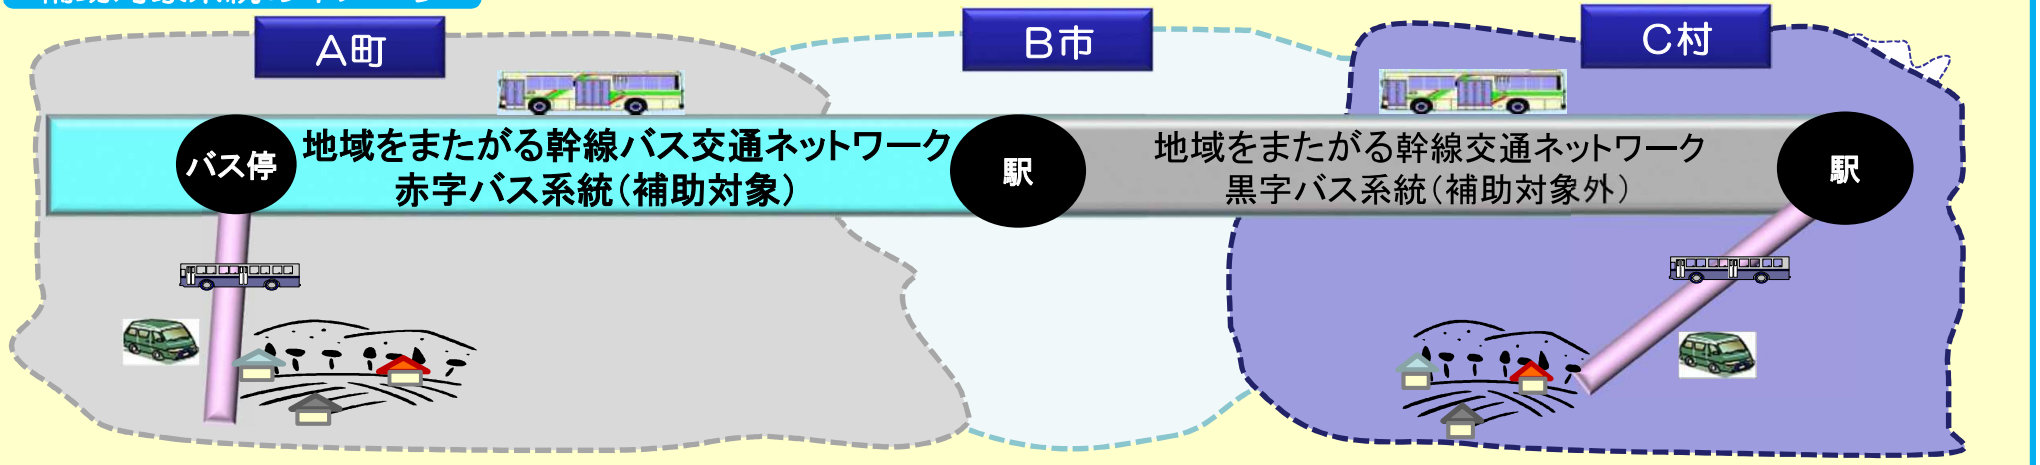 A町
B市
C村
バス停
地域をまたがる幹線バス交通ネットワーク
赤字バス系統(補助対象)
駅
地域をまたがる幹線交通ネットワーク
黒字バス系統(補助対象外)
駅